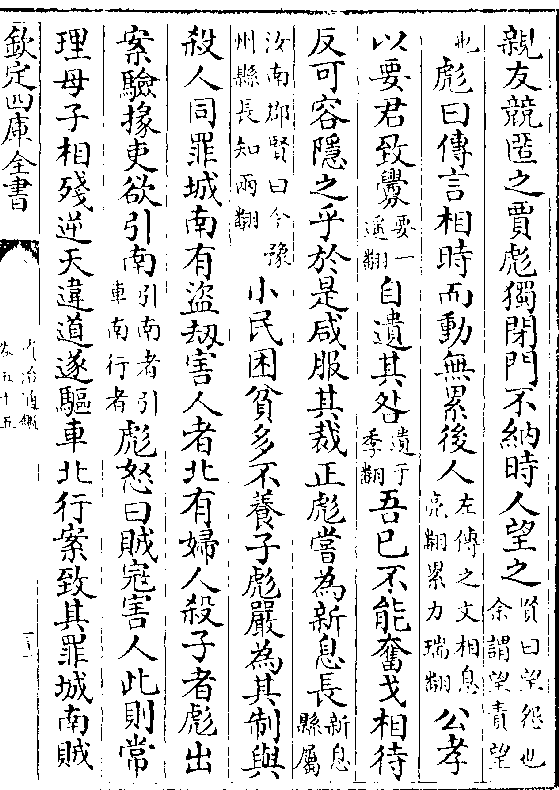 親友競匿之賈彪獨閉門不納時人望之賢曰望怨也余謂望責望
也彪曰傳言相時而動無累後人左傳之文相息亮翻累力瑞翻公孝
以要君致釁要一遥翻自遺其咎遺于季翻吾已不能奮戈相待
反可容隱之乎於是咸服其裁正彪嘗為新息長新息縣屬
汝南郡賢曰今豫州縣長知兩翻小民困貧多不養子彪嚴為其制與
殺人同罪城南有盜劫害人者北有婦人殺子者彪出
案驗掾吏欲引南引南者引車南行者彪怒曰賊寇害人此則常
理母子相殘逆天違道遂驅車北行案致其罪城南賊
欽定四庫全書
資治通鑑
卷五十五